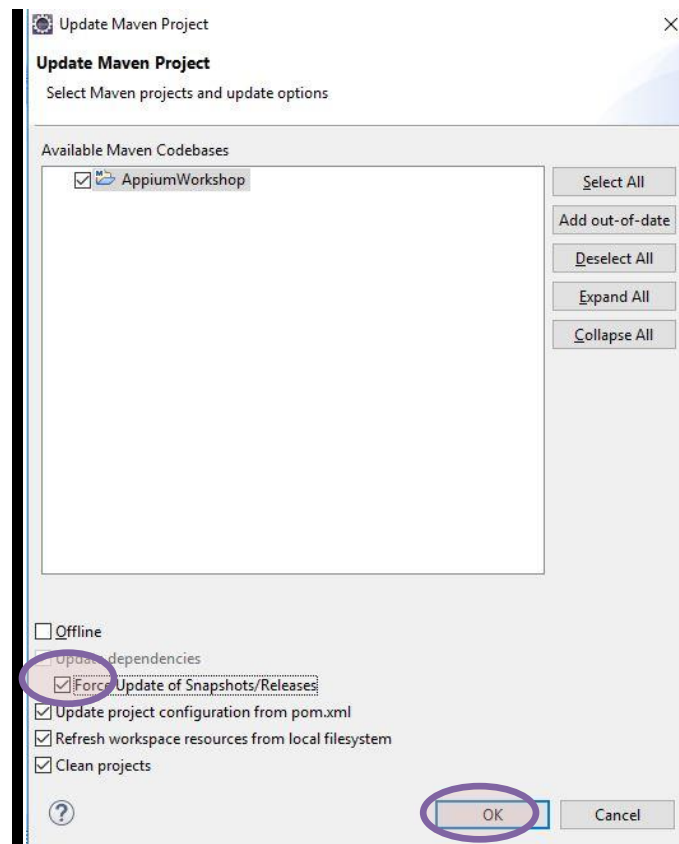 Update Maven Project
Update Maven Project
Select Maven projects and update options
Available Maven Codebases
AppiumWorkshop
Select All
Add out-of-date
Deselect All
Expand All
Collapse All
Offline
Update dependencies
Force Update of Snapshots/Releases
Update project configuration from pom.xml
Refresh workspace resources from local filesystem
Clean projects
?
OK
Cancel